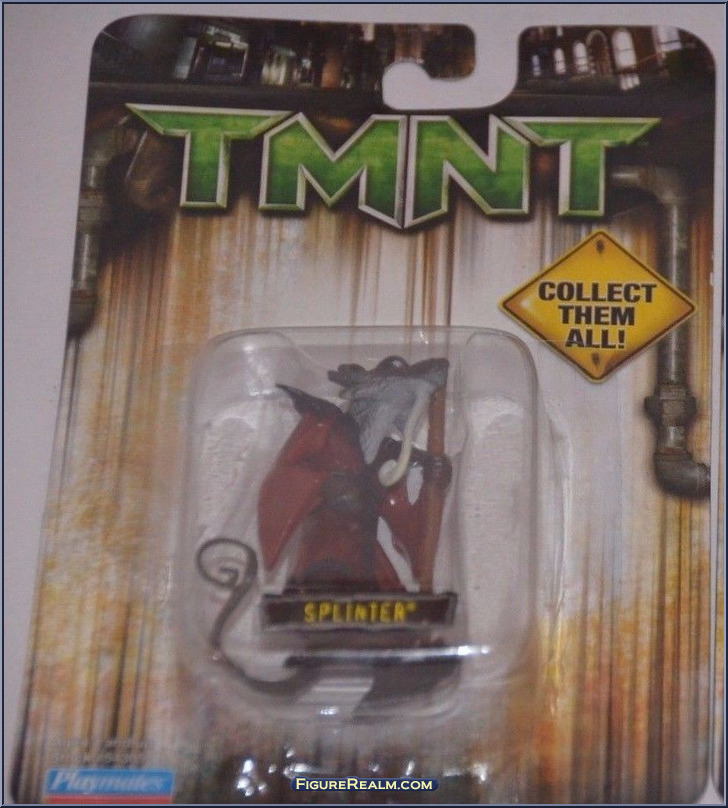 TMNT
COLLECT
THEM
ALL!
SPLINTER
Playmates
FIGUREREALM.COM